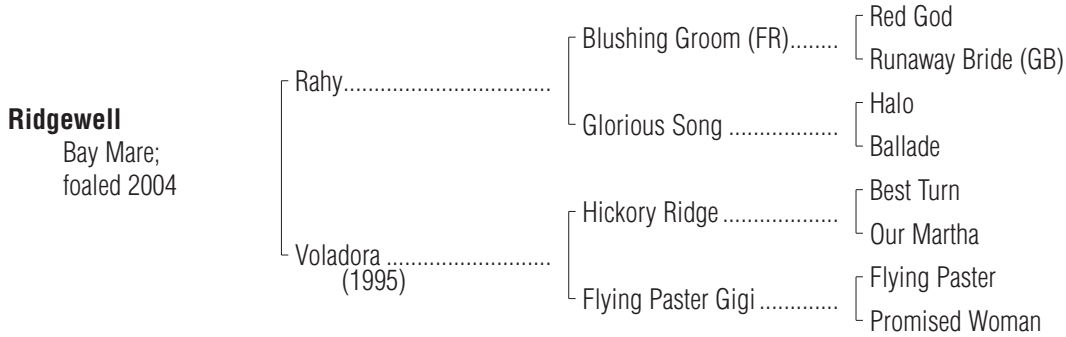 Red God
Blushing Groom (FR)........
Runaway Bride (GB)
Rahy..................................
Halo
Glorious Song ..................
Ballade
Ridgewell
Bay Mare;
foaled 2004
Best Turn
Hickory Ridge ...................
Our Martha
Voladora ...........................
(1995)
Flying Paster
Flying Paster Gigi .............
Promised Woman